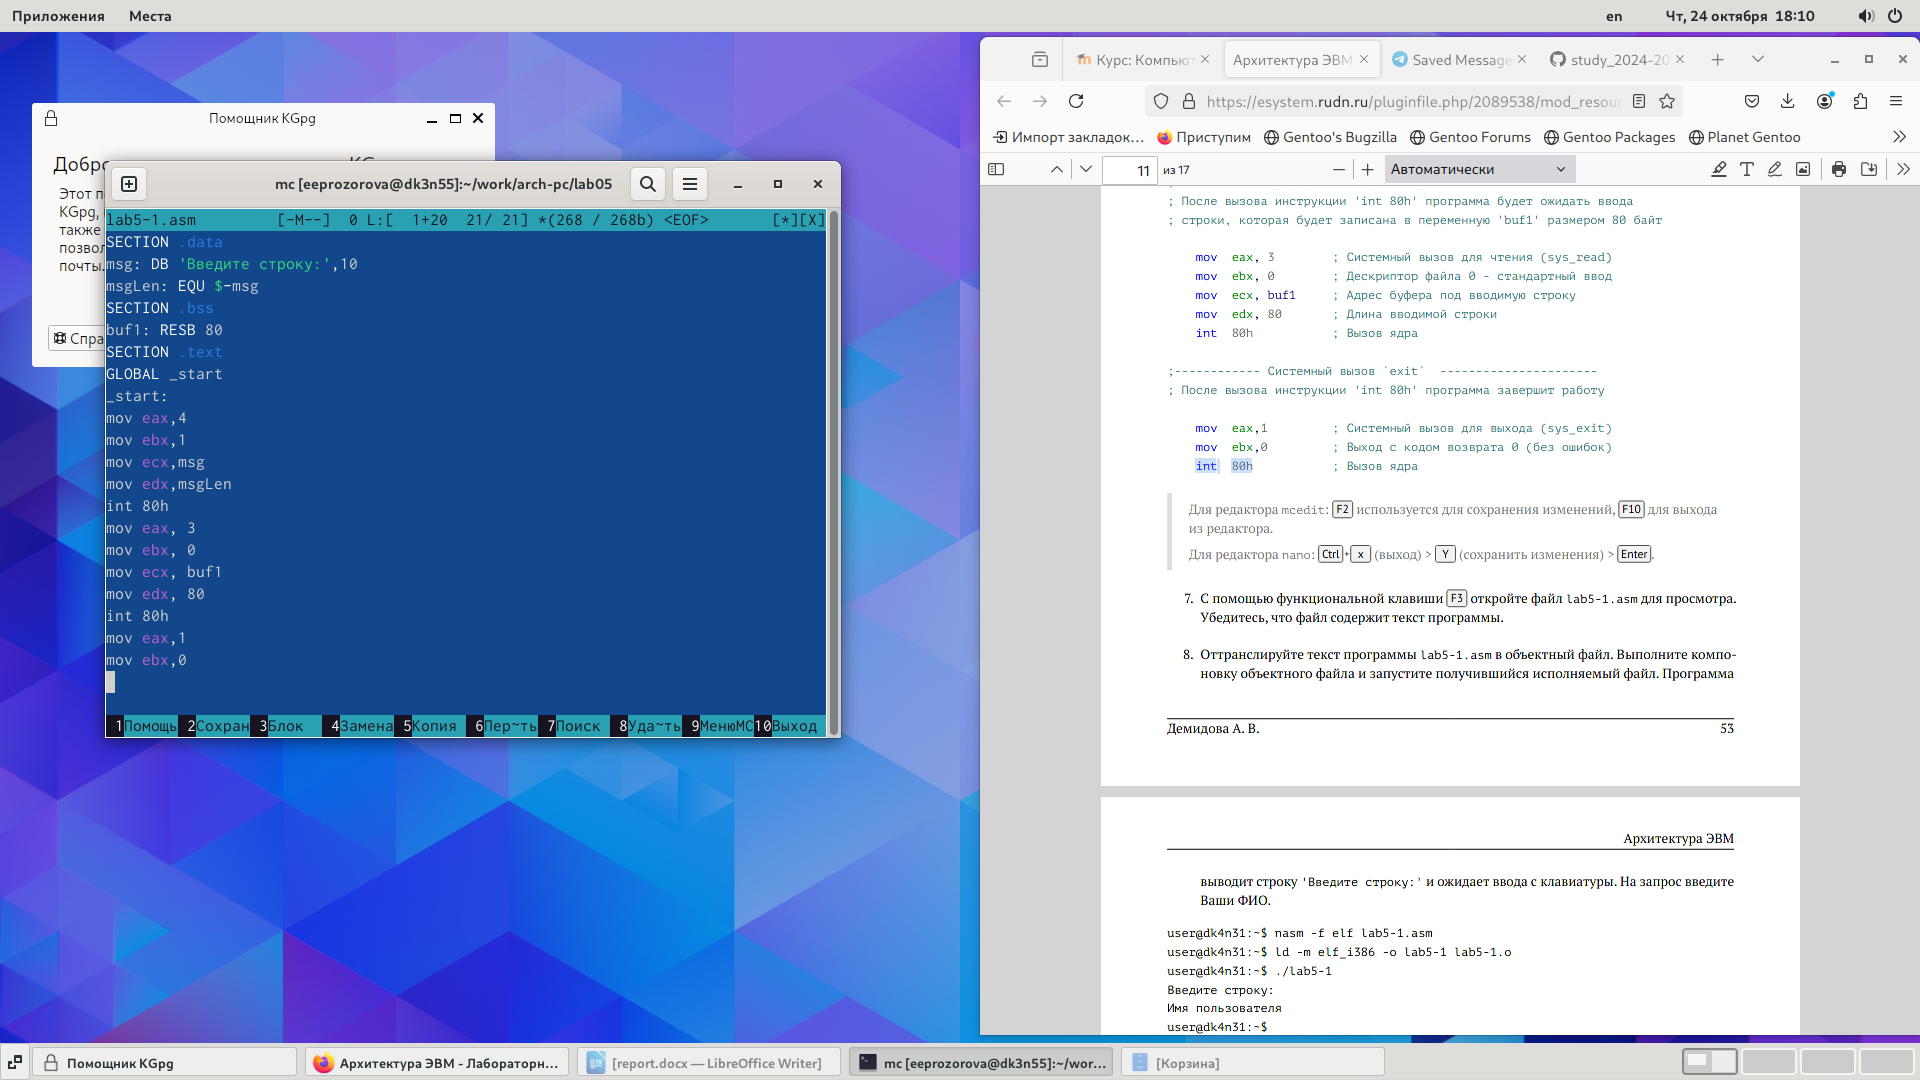 Приложения Места en Чт, 24 октября 18:10
Помощник KGpg
Добро
Этот п
KGpg,
также
позвол
почты.
Спра
mc [eeprozorova@dk3n55]:~/work/arch-pc/lab05
lab5-1.asm [-M--] 0 L:[ 1+20 21/ 21] *(268 / 268b) <EOF> [*][X]
SECTION .data
msg: DB 'Введите строку:',10
msgLen: EQU $-msg
SECTION .bss
buf1: RESB 80
SECTION .text
GLOBAL _start
_start:
mov eax,4
mov ebx,1
mov ecx,msg
mov edx,msgLen
int 80h
mov eax, 3
mov ebx, 0
mov ecx, buf1
mov edx, 80
int 80h
mov eax,1
mov ebx,0
1Помощь 2Сохран 3Блок 4Замена 5Копия 6Пер~ть 7Поиск 8Уда~ть 9МенюMC 10Выход
Курс: Компьют Архитектура ЭВМ Saved Message study_2024-20
https://esystem.rudn.ru/pluginfile.php/2089538/mod_resour
Импорт закладок… Приступим Gentoo's Bugzilla Gentoo Forums Gentoo Packages Planet Gentoo
11 из 17 Автоматически
; После вызова инструкции 'int 80h' программа будет ожидать ввода
; строки, которая будет записана в переменную 'buf1' размером 80 байт
mov eax, 3 ; Системный вызов для чтения (sys_read)
mov ebx, 0 ; Дескриптор файла 0 - стандартный ввод
mov ecx, buf1 ; Адрес буфера под вводимую строку
mov edx, 80 ; Длина вводимой строки
int 80h ; Вызов ядра
;------------ Системный вызов `exit` ----------------------
; После вызова инструкции 'int 80h' программа завершит работу
mov eax,1 ; Системный вызов для выхода (sys_exit)
mov ebx,0 ; Выход с кодом возврата 0 (без ошибок)
int 80h ; Вызов ядра
Для редактора mcedit: F2 используется для сохранения изменений, F10 для выхода
из редактора.
Для редактора nano: Ctrl + x (выход) > Y (сохранить изменения) > Enter.
7. С помощью функциональной клавиши F3 откройте файл lab5-1.asm для просмотра.
Убедитесь, что файл содержит текст программы.
8. Оттранслируйте текст программы lab5-1.asm в объектный файл. Выполните компо-
новку объектного файла и запустите получившийся исполняемый файл. Программа
Демидова А. В. 53
Архитектура ЭВМ
выводит строку 'Введите строку:' и ожидает ввода с клавиатуры. На запрос введите
Ваши ФИО.
user@dk4n31:~$ nasm -f elf lab5-1.asm
user@dk4n31:~$ ld -m elf_i386 -o lab5-1 lab5-1.o
user@dk4n31:~$ ./lab5-1
Введите строку:
Имя пользователя
user@dk4n31:~$
Помощник KGpg Архитектура ЭВМ - Лабораторн… [report.docx — LibreOffice Writer] mc [eeprozorova@dk3n55]:~/wor… [Корзина]